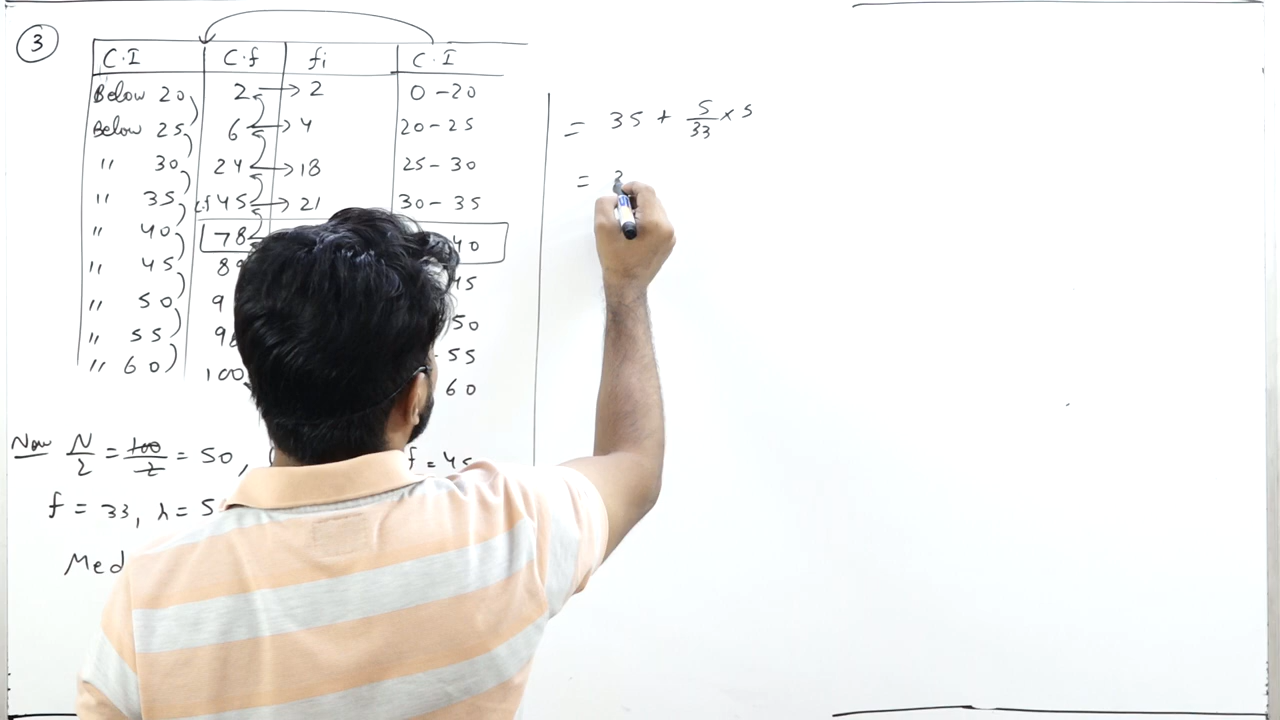 3
C.I C.f fi C.I
Below 20 2 → 2 0 - 20
Below 25 6 → 4 20 - 25
" 30 24 → 18 25 - 30
" 35 45 → 21 30 - 35
" 40 78 40
" 45 8 45
" 50 9 50
" 55 9 - 55
" 60 100 60
Now N/2 = 100/2 = 50, f = 45
f = 33, h = 5
Med
= 35 + 5/33 × 5
=